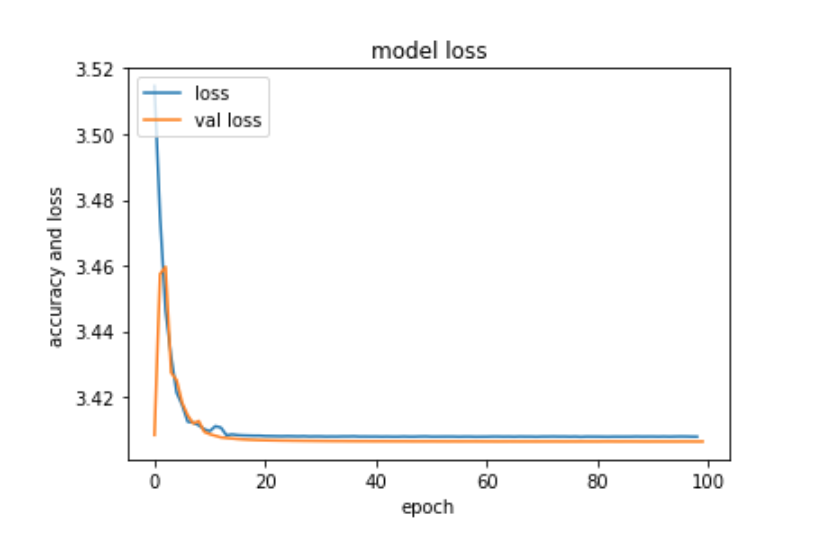 model loss
3.52
3.50
3.48
3.46
3.44
3.42
accuracy and loss
loss
val loss
0 20 40 60 80 100
epoch